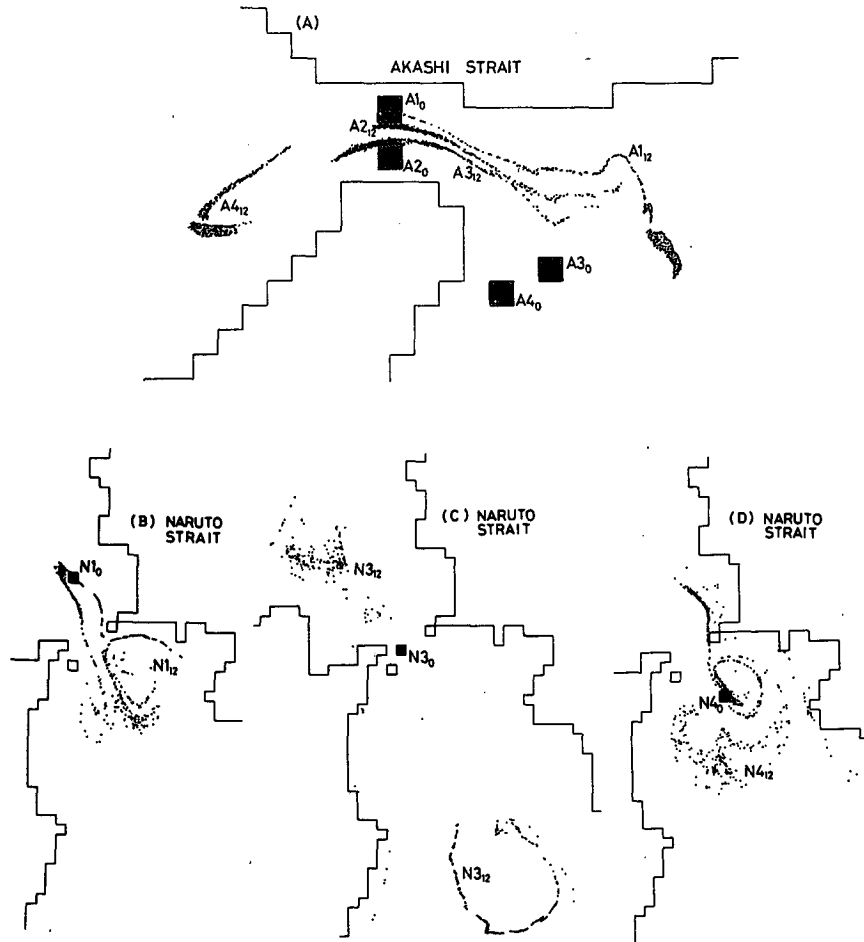 (A)
AKASHI STRAIT
A1₀
A2₁₂
A2₀
A3₁₂
A1₁₂
A4₁₂
A3₀
A4₀
(B) NARUTO
STRAIT
N1₀
N1₁₂
(C) NARUTO
STRAIT
N3₁₂
N3₀
N3₁₂
(D) NARUTO
STRAIT
N4₀
N4₁₂